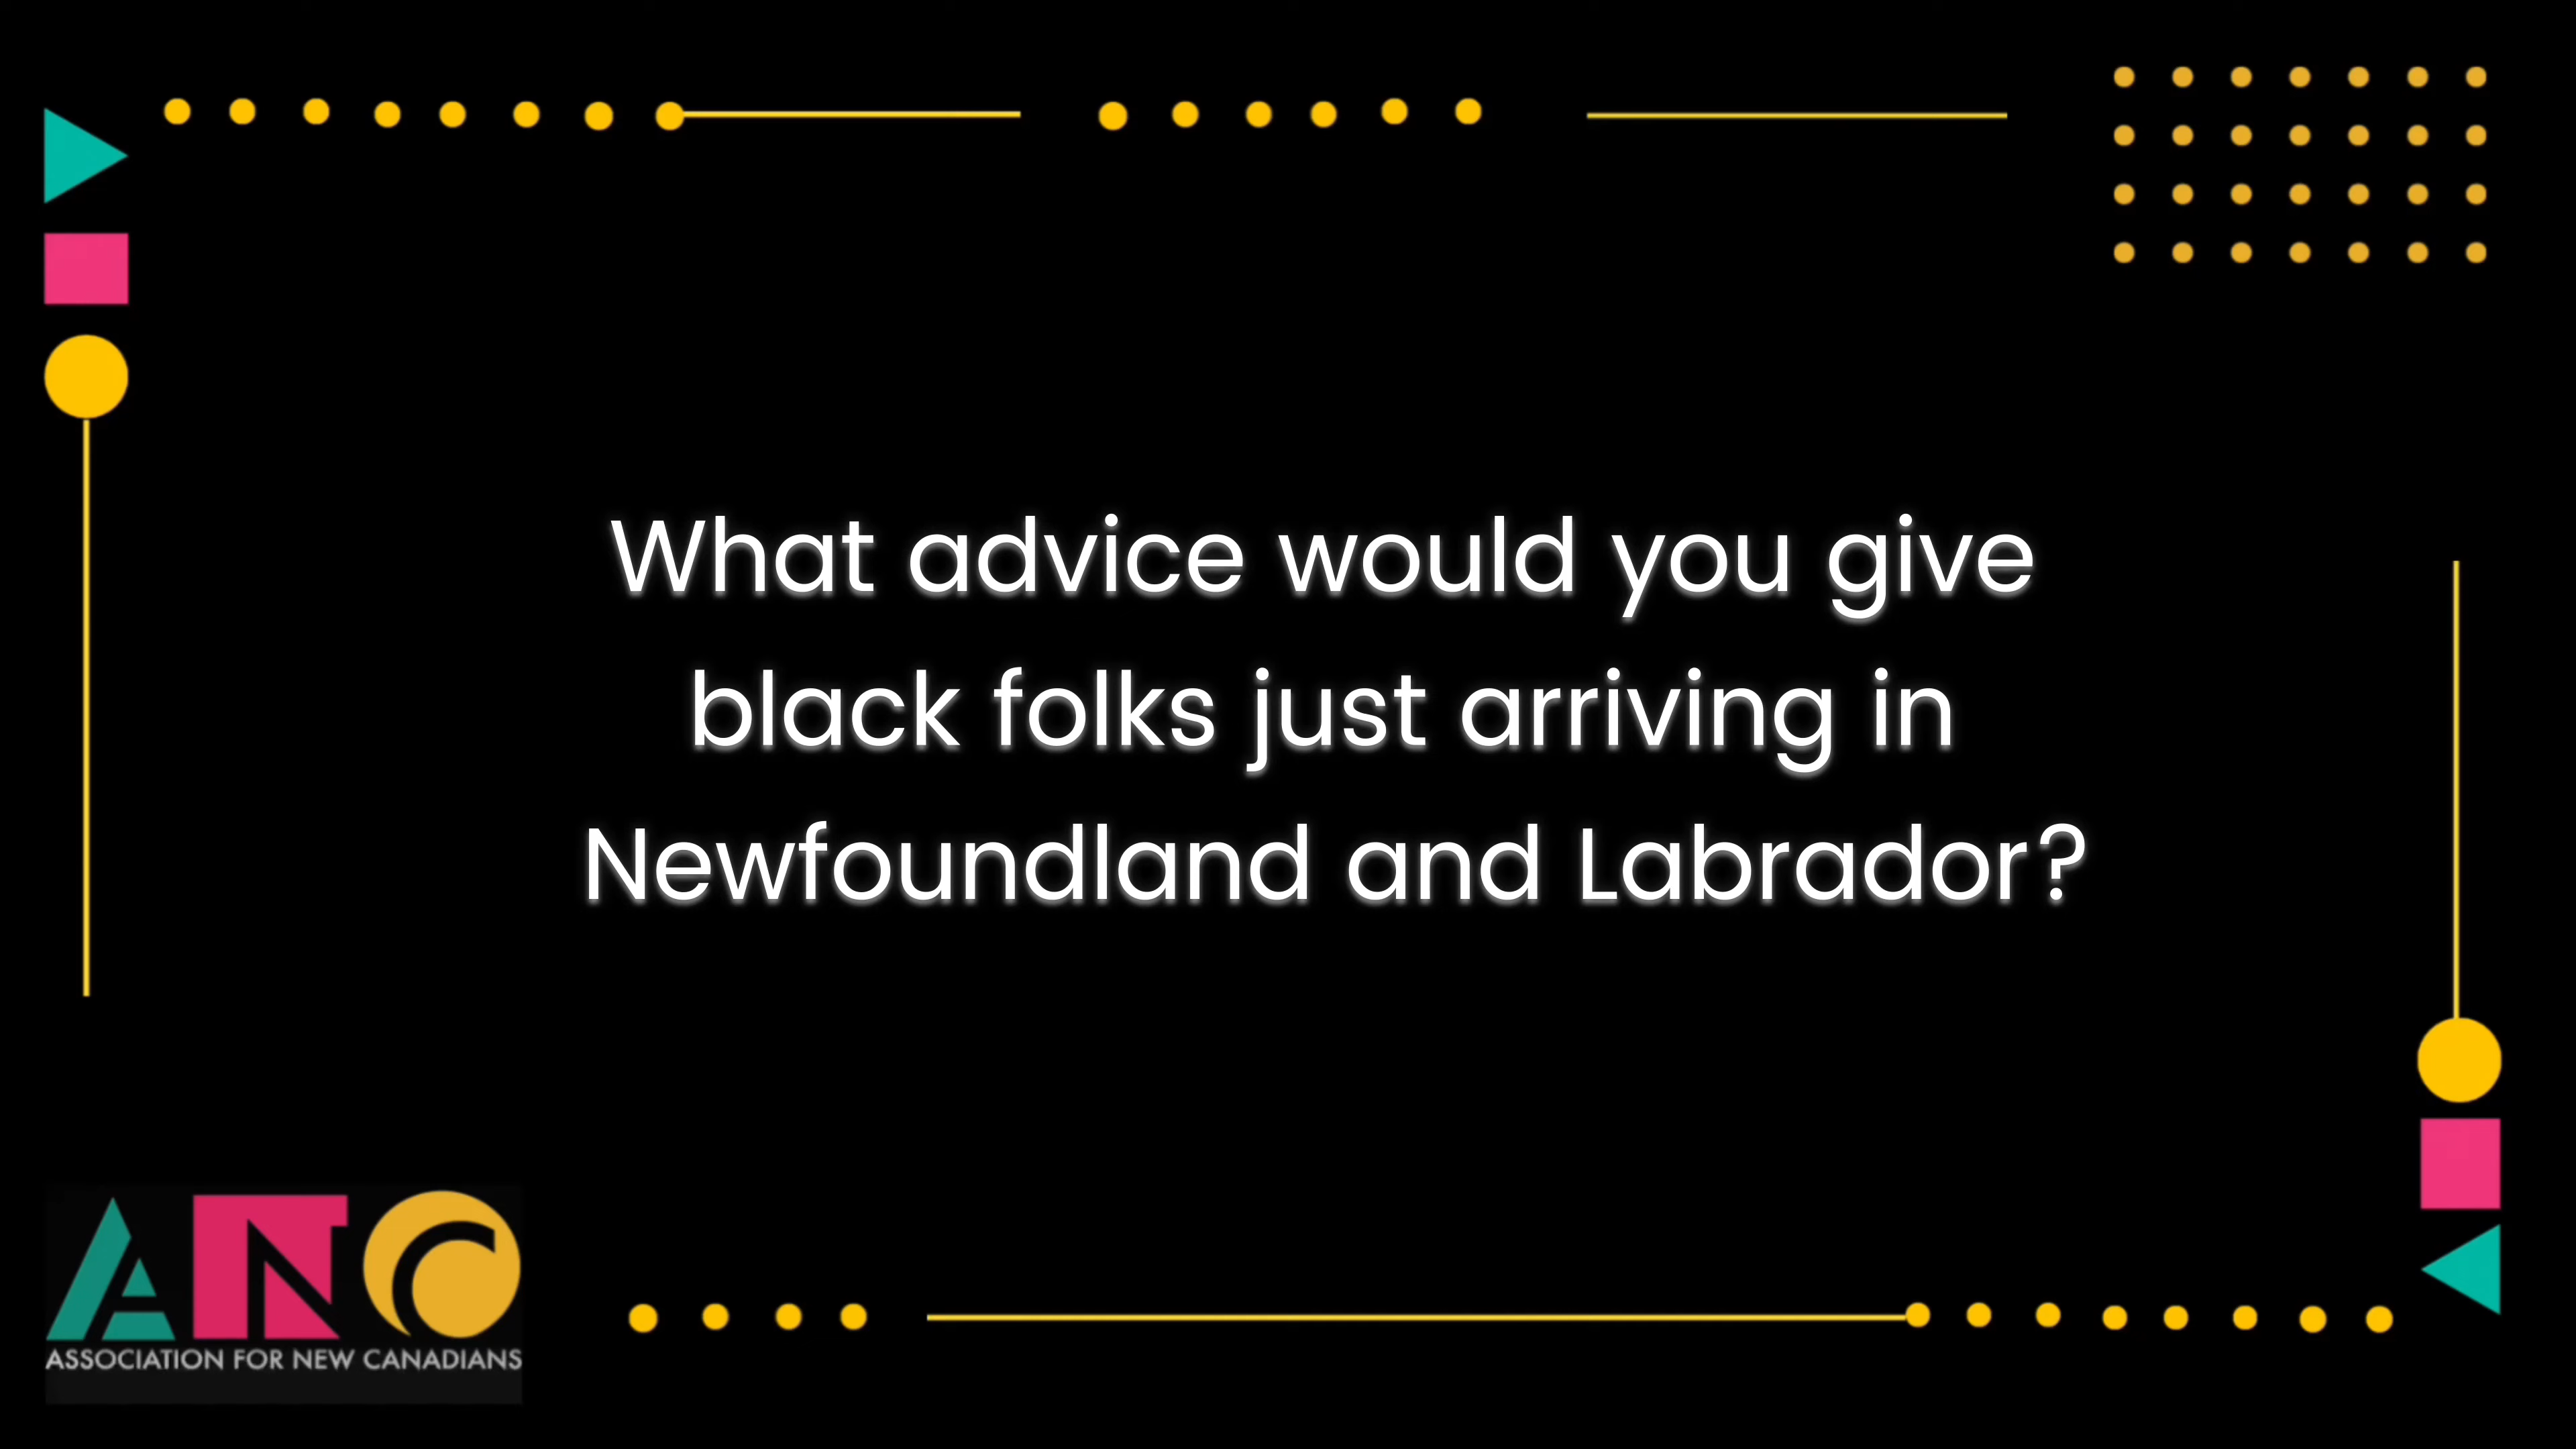 What advice would you give
black folks just arriving in
Newfoundland and Labrador?
ANC
ASSOCIATION FOR NEW CANADIANS